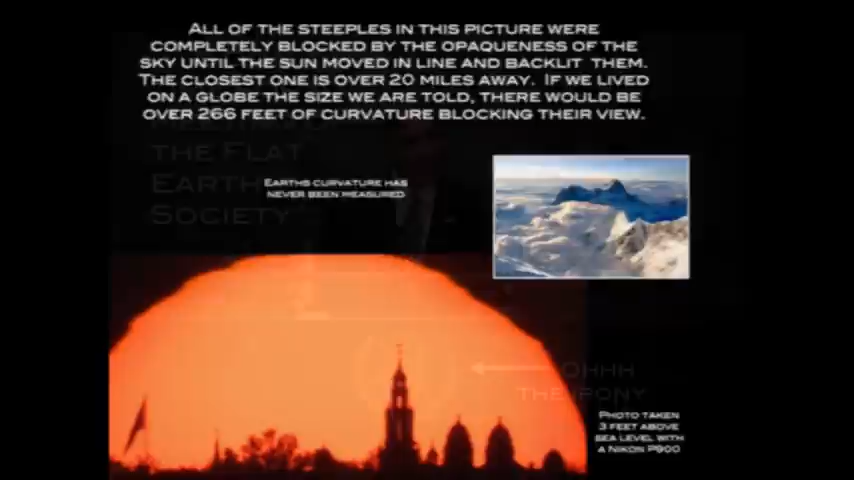 All of the steeples in this picture were
completely blocked by the opaqueness of the
sky until the sun moved in line and backlit them.
The closest one is over 20 miles away. If we lived
on a globe the size we are told, there would be
over 266 feet of curvature blocking their view.
the Flat
Earth
Society
Earths curvature has
never been measured
Ohhh
the irony
Photo taken
3 feet above
sea level with
a Nikon P900